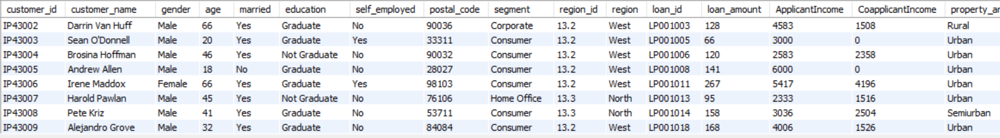 customer_id customer_name gender age married education self_employed postal_code segment region_id region loan_id loan_amount ApplicantIncome CoapplicantIncome property_ar
IP43002 Darrin Van Huff Male 66 Yes Graduate No 90036 Corporate 13.2 West LP001003 128 4583 1508 Rural
IP43003 Sean O'Donnell Male 20 Yes Graduate Yes 33311 Consumer 13.2 West LP001005 66 3000 0 Urban
IP43004 Brosina Hoffman Male 46 Yes Not Graduate No 90032 Consumer 13.2 West LP001006 120 2583 2358 Urban
IP43005 Andrew Allen Male 18 No Graduate No 28027 Consumer 13.2 West LP001008 141 6000 0 Urban
IP43006 Irene Maddox Female 66 Yes Graduate Yes 98103 Consumer 13.2 West LP001011 267 5417 4196 Urban
IP43007 Harold Pawlan Male 45 Yes Not Graduate No 76106 Home Office 13.3 North LP001013 95 2333 1516 Urban
IP43008 Pete Kriz Male 41 Yes Graduate No 53711 Consumer 13.3 North LP001014 158 3036 2504 Semiurban
IP43009 Alejandro Grove Male 32 Yes Graduate No 84084 Consumer 13.2 West LP001018 168 4006 1526 Urban